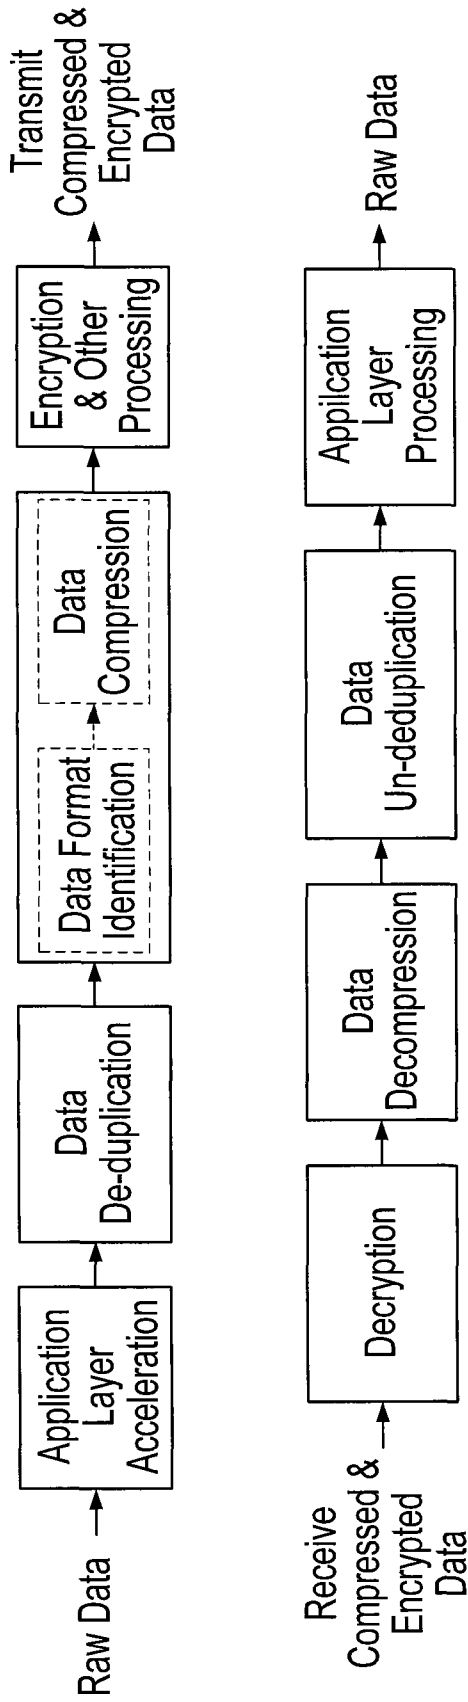 Raw Data
Application
Layer
Acceleration
Data
De-duplication
Data Format
Identification
Data
Compression
Encryption
& Other
Processing
Transmit
Compressed &
Encrypted
Data
Receive
Compressed &
Encrypted
Data
Decryption
Data
Decompression
Data
Un-deduplication
Application
Layer
Processing
Raw Data